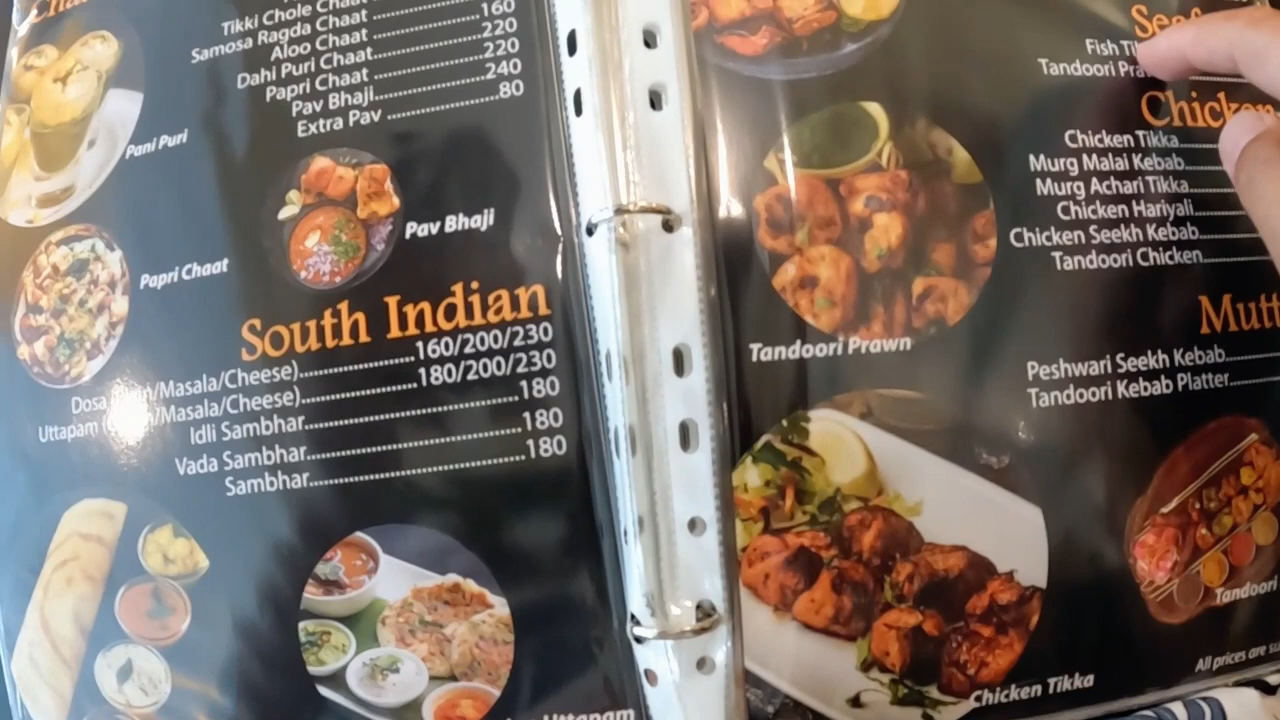 Tikki Chole Chaat
Samosa Ragda Chaat
Aloo Chaat ................ 160
Dahi Puri Chaat................ 220
Papri Chaat ................ 220
Pav Bhaji................ 240
Extra Pav ................ 80
Pani Puri
Pav Bhaji
Papri Chaat
South Indian
Dosa /Masala/Cheese)................ 160/200/230
Uttapam /Masala/Cheese)................ 180/200/230
Idli Sambhar................ 180
Vada Sambhar................ 180
Sambhar................ 180
Uttapam
Fish
Tandoori
Chicken
Chicken Tikka
Murg Malai Kebab
Murg Achari Tikka
Chicken Hariyali
Chicken Seekh Kebab
Tandoori Chicken
Tandoori Prawn
Peshwari Seekh Kebab
Tandoori Kebab Platter
Tandoori
Chicken Tikka
All prices are